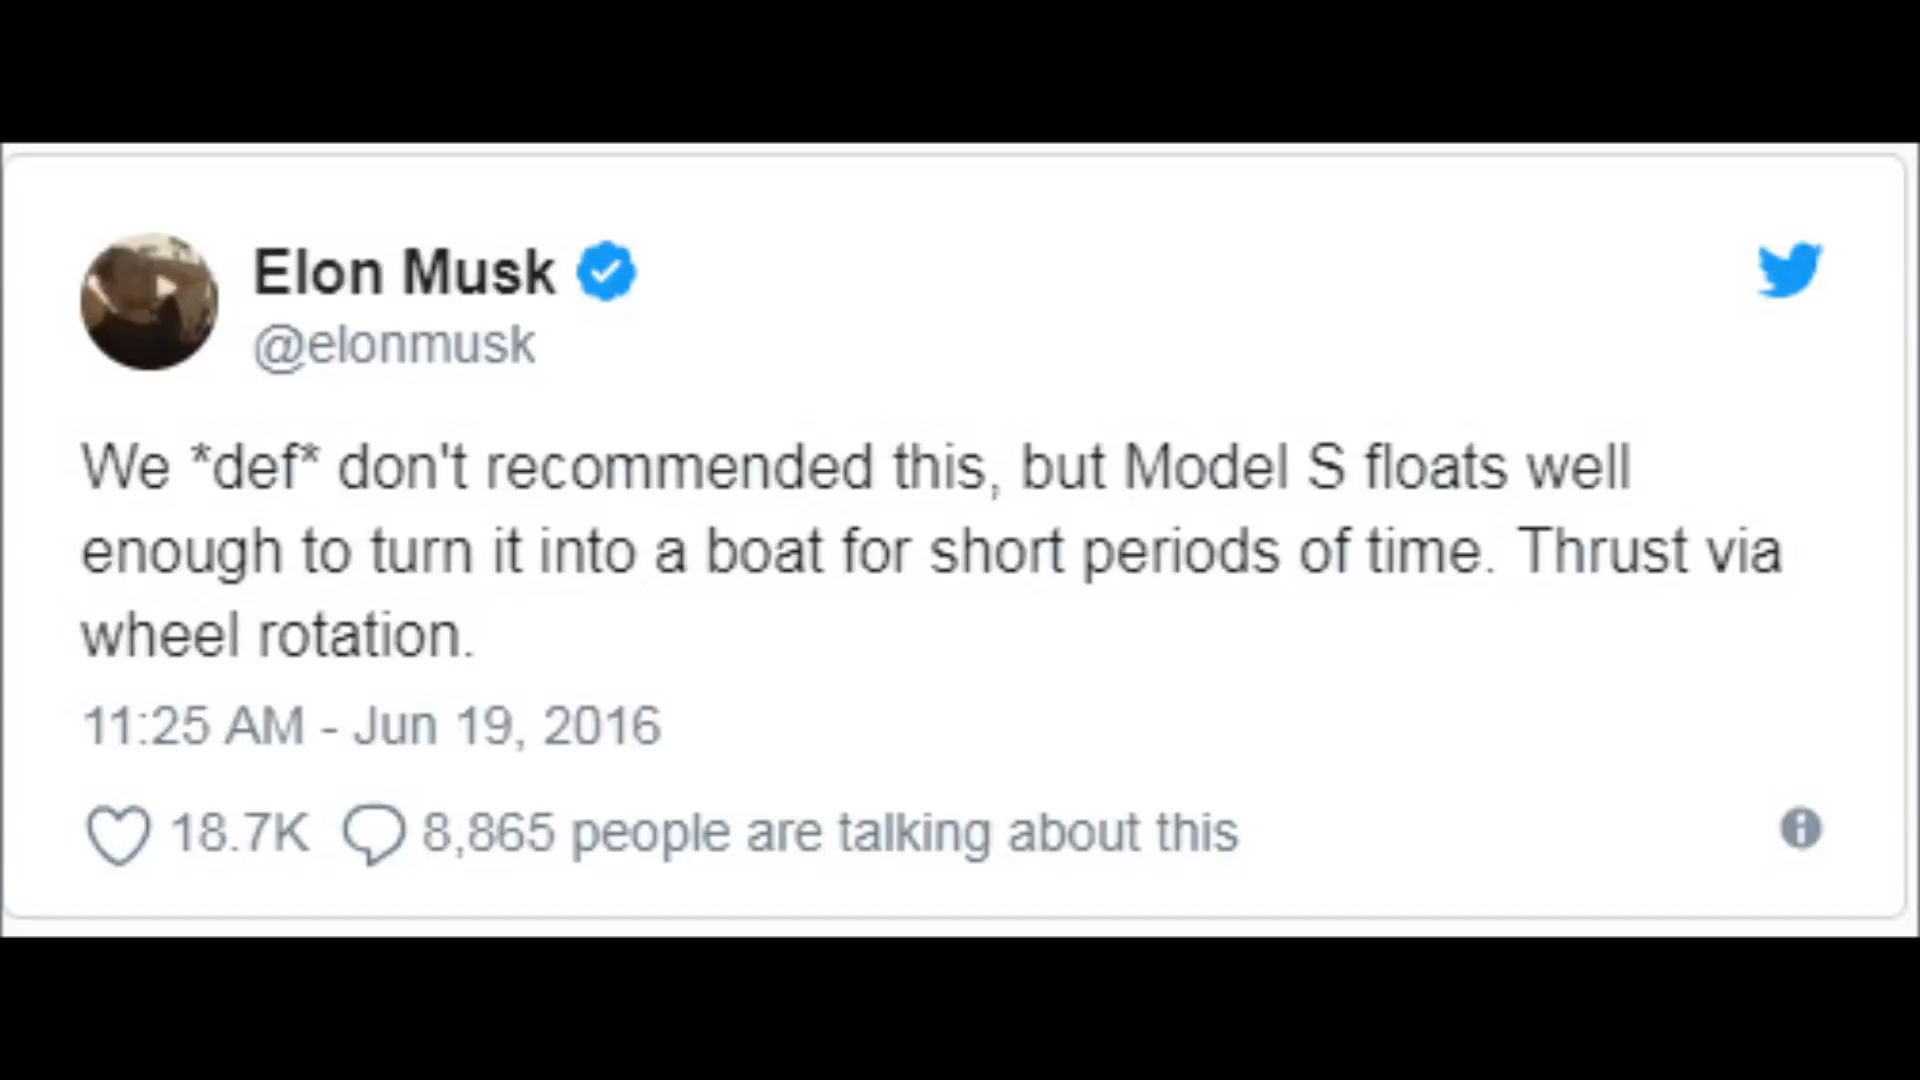 Elon Musk
@elonmusk
We *def* don't recommended this, but Model S floats well
enough to turn it into a boat for short periods of time. Thrust via
wheel rotation.
11:25 AM - Jun 19, 2016
18.7K 8,865 people are talking about this